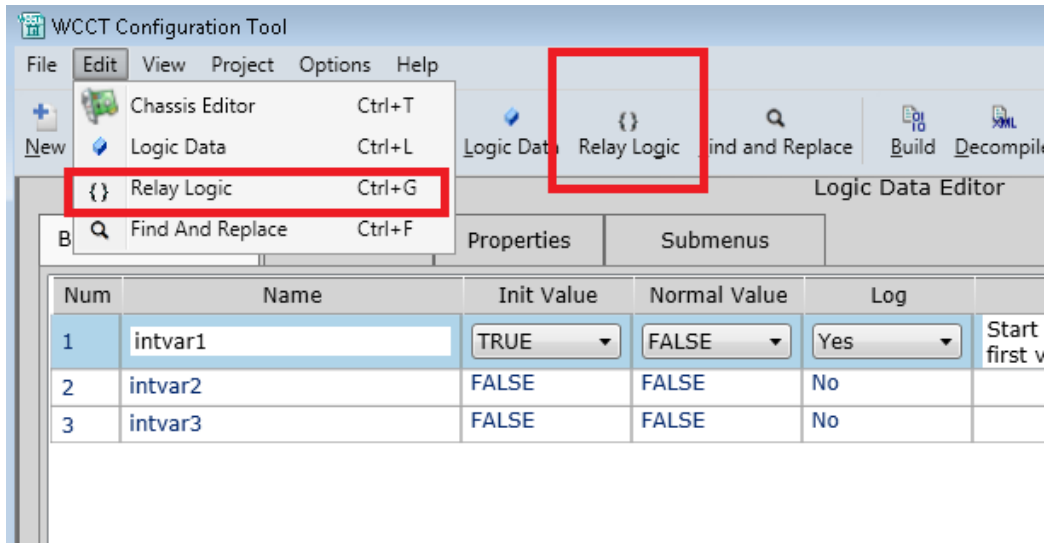 WCCT Configuration Tool
File Edit View Project Options Help
New
Chassis Editor Ctrl+T
Logic Data Ctrl+L
{} Relay Logic Ctrl+G
Find And Replace Ctrl+F
Logic Data {} Relay Logic Find and Replace Build Decompile
Logic Data Editor
B Properties Submenus
Num Name Init Value Normal Value Log
1 intvar1 TRUE FALSE Yes Start
first v
2 intvar2 FALSE FALSE No
3 intvar3 FALSE FALSE No